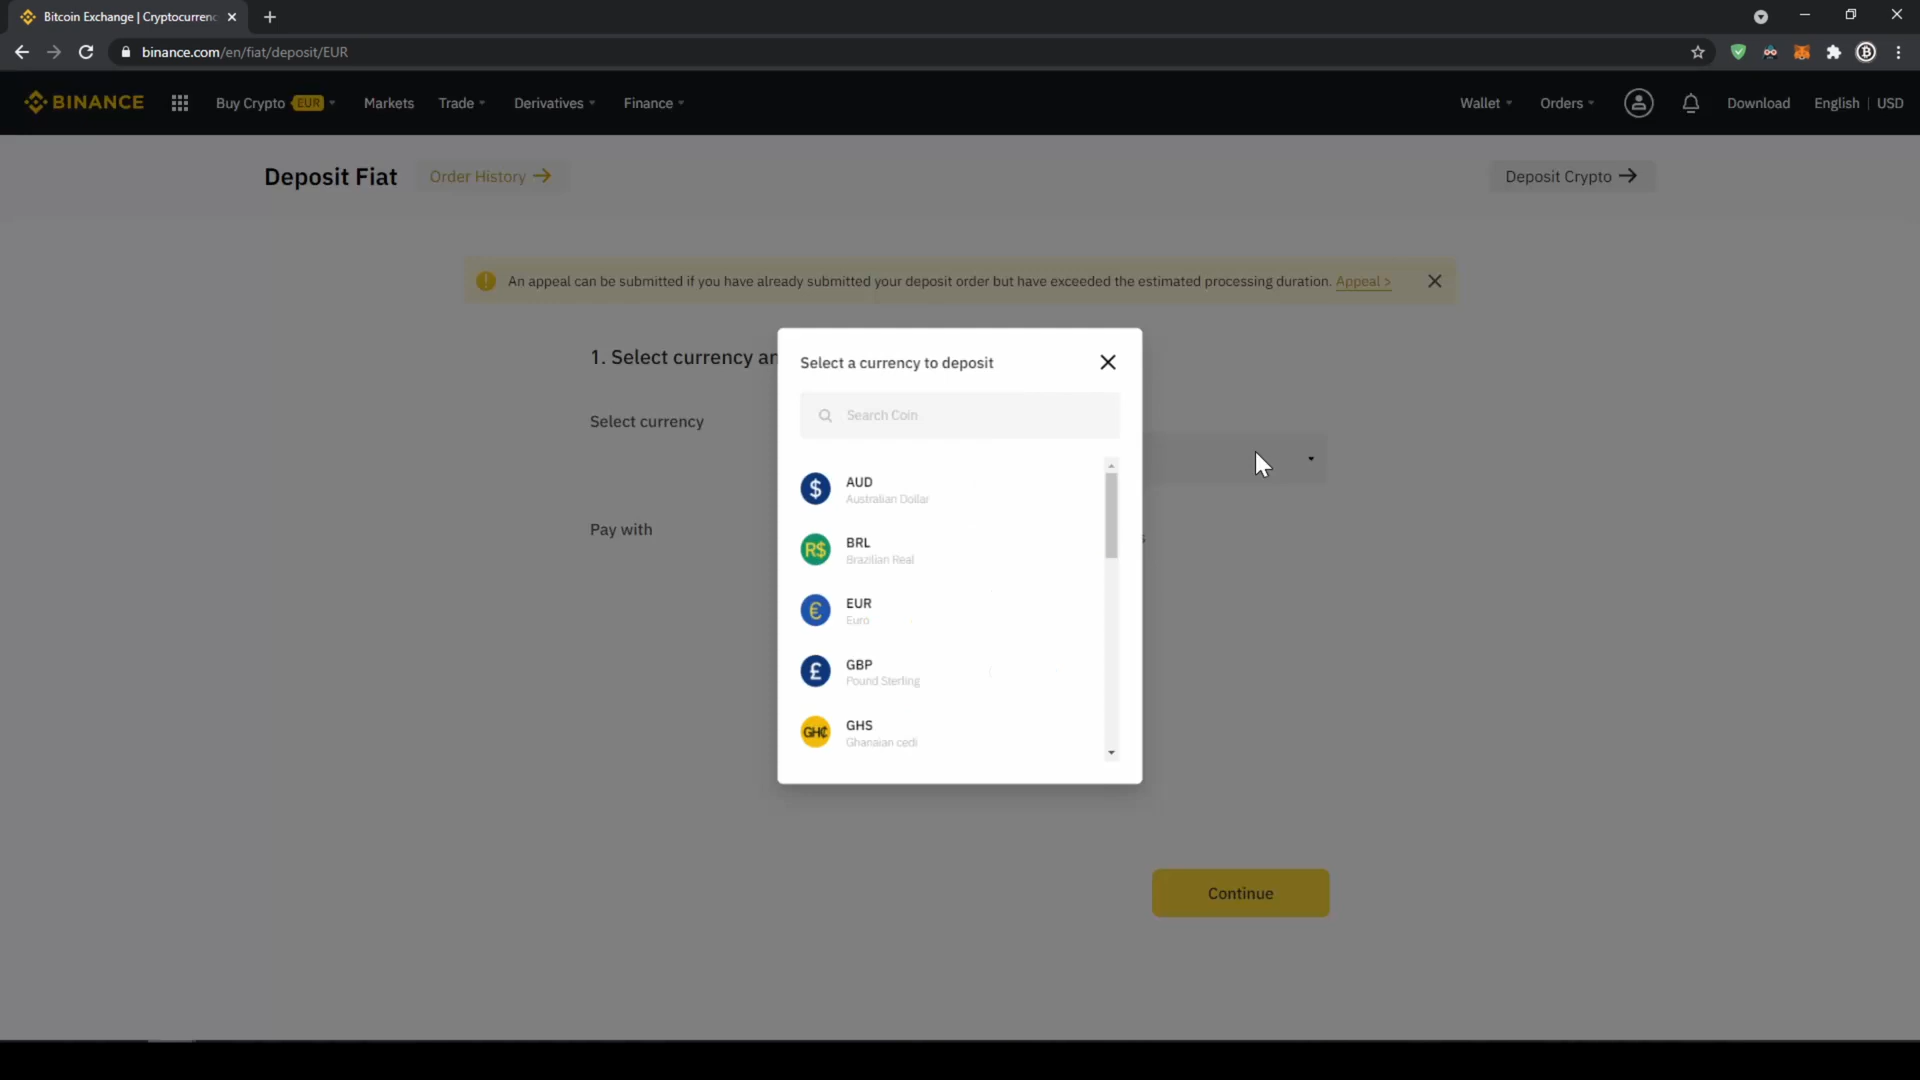 Bitcoin Exchange | Cryptocurrenc
binance.com/en/fiat/deposit/EUR
BINANCE
Buy Crypto EUR
Markets
Trade
Derivatives
Finance
Wallet
Orders
Download
English | USD
Deposit Fiat
Order History →
Deposit Crypto →
An appeal can be submitted if you have already submitted your deposit order but have exceeded the estimated processing duration. Appeal >
1. Select currency an
Select a currency to deposit
Search Coin
Select currency
$ AUD
Australian Dollar
Pay with
R$ BRL
Brazilian Real
€ EUR
Euro
£ GBP
Pound Sterling
GH₵ GHS
Ghanaian cedi
Continue